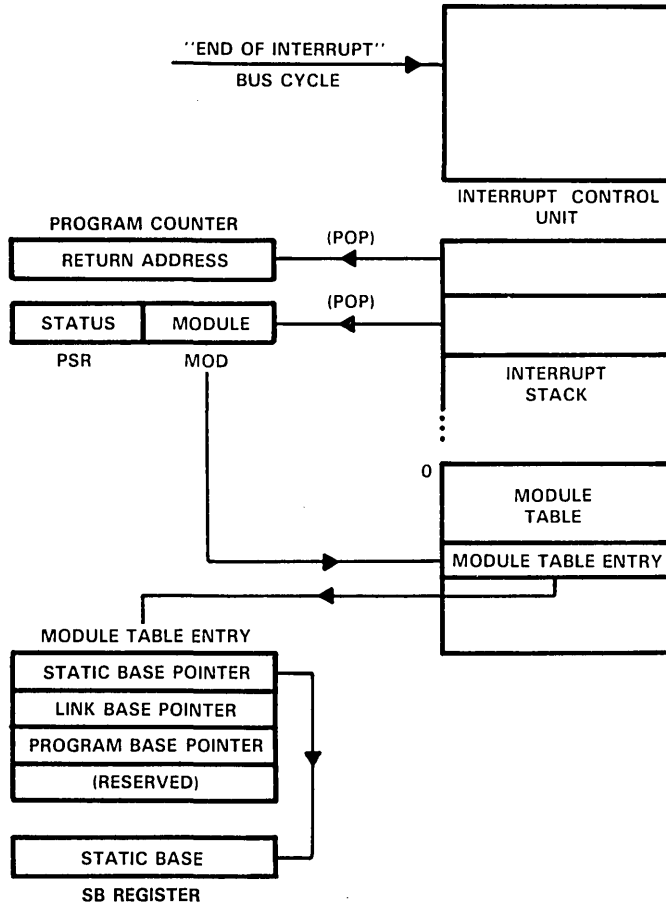 "END OF INTERRUPT"
BUS CYCLE
INTERRUPT CONTROL
UNIT
PROGRAM COUNTER
RETURN ADDRESS
(POP)
STATUS
MODULE
(POP)
PSR
MOD
INTERRUPT
STACK
0
MODULE
TABLE
MODULE TABLE ENTRY
MODULE TABLE ENTRY
STATIC BASE POINTER
LINK BASE POINTER
PROGRAM BASE POINTER
(RESERVED)
STATIC BASE
SB REGISTER